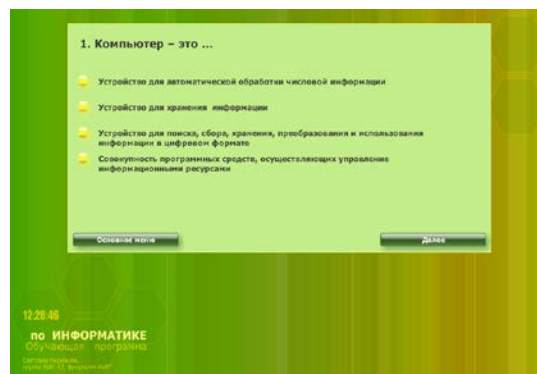 1. Компьютер – это ...
Устройство для автоматической обработки числовой информации
Устройство для хранения информации
Устройство для поиска, сбора, хранения, преобразования и использования
информации в цифровом формате
Совокупность программных средств, осуществляющих управление
информационными ресурсами
Основное меню
Далее
12:20:46
по ИНФОРМАТИКЕ
Обучающая программа